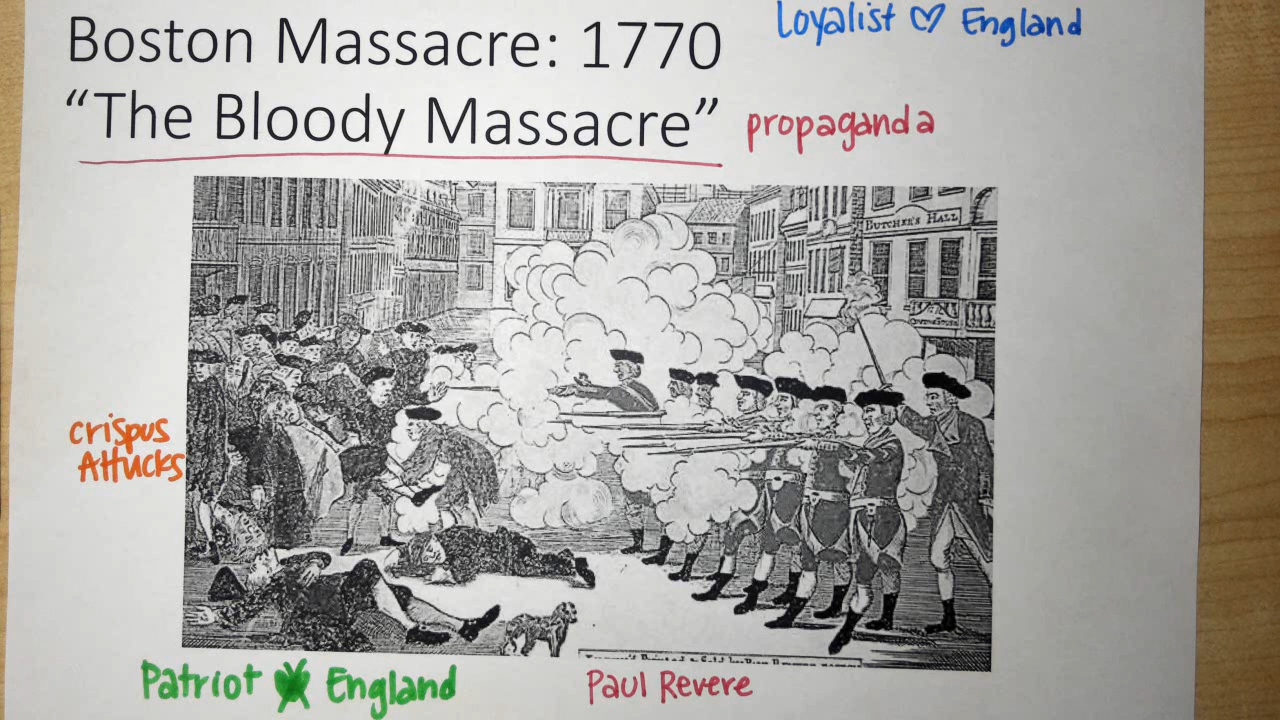 Loyalist ♡ England
Boston Massacre: 1770
“The Bloody Massacre”
propaganda
BUTCHER'S HALL
crispus
Attucks
Patriot England
Paul Revere